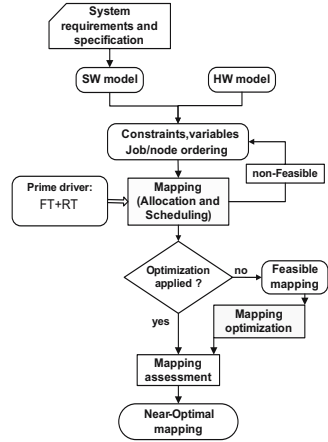 System
requirements and
specification
SW model
HW model
Constraints,variables
Job/node ordering
non-Feasible
Prime driver:
FT+RT
Mapping
(Allocation and
Scheduling)
Optimization
applied ?
no
Feasible
mapping
yes
Mapping
optimization
Mapping
assessment
Near-Optimal
mapping